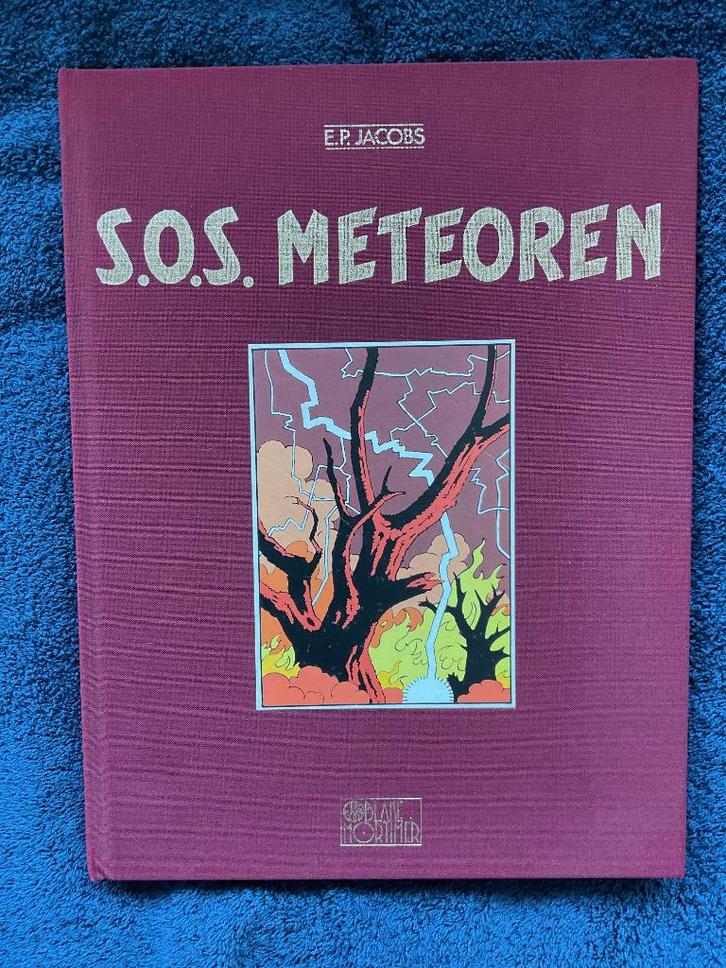 E.P. JACOBS
S.O.S. METEOREN
BLAKE
MORTIMER